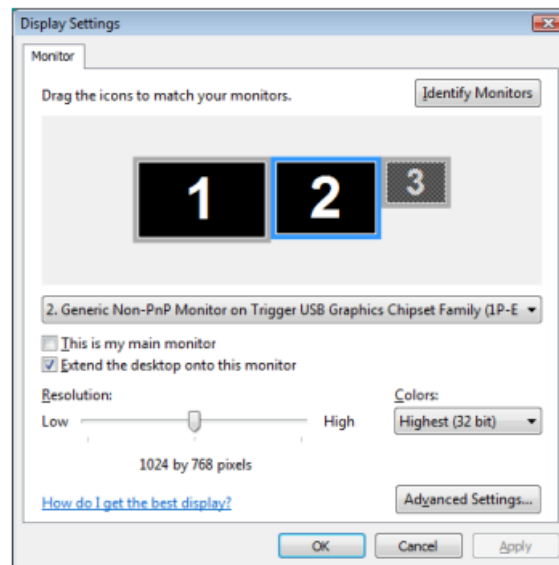 Display Settings
Monitor
Drag the icons to match your monitors.
Identify Monitors
1
2
3
2. Generic Non-PnP Monitor on Trigger USB Graphics Chipset Family (1P-E
This is my main monitor
Extend the desktop onto this monitor
Resolution:
Colors:
Low
High
Highest (32 bit)
1024 by 768 pixels
How do I get the best display?
Advanced Settings...
OK
Cancel
Apply